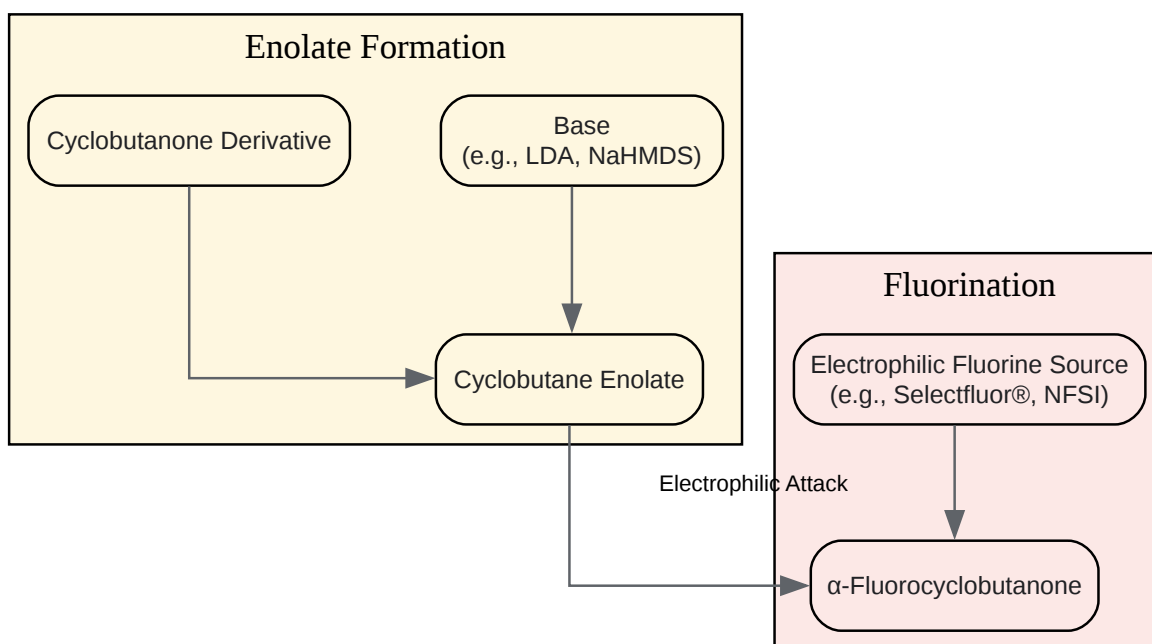 Enolate Formation
Cyclobutanone Derivative
Base
(e.g., LDA, NaHMDS)
Cyclobutane Enolate
Fluorination
Electrophilic Fluorine Source
(e.g., Selectfluor®, NFSI)
Electrophilic Attack
α-Fluorocyclobutanone